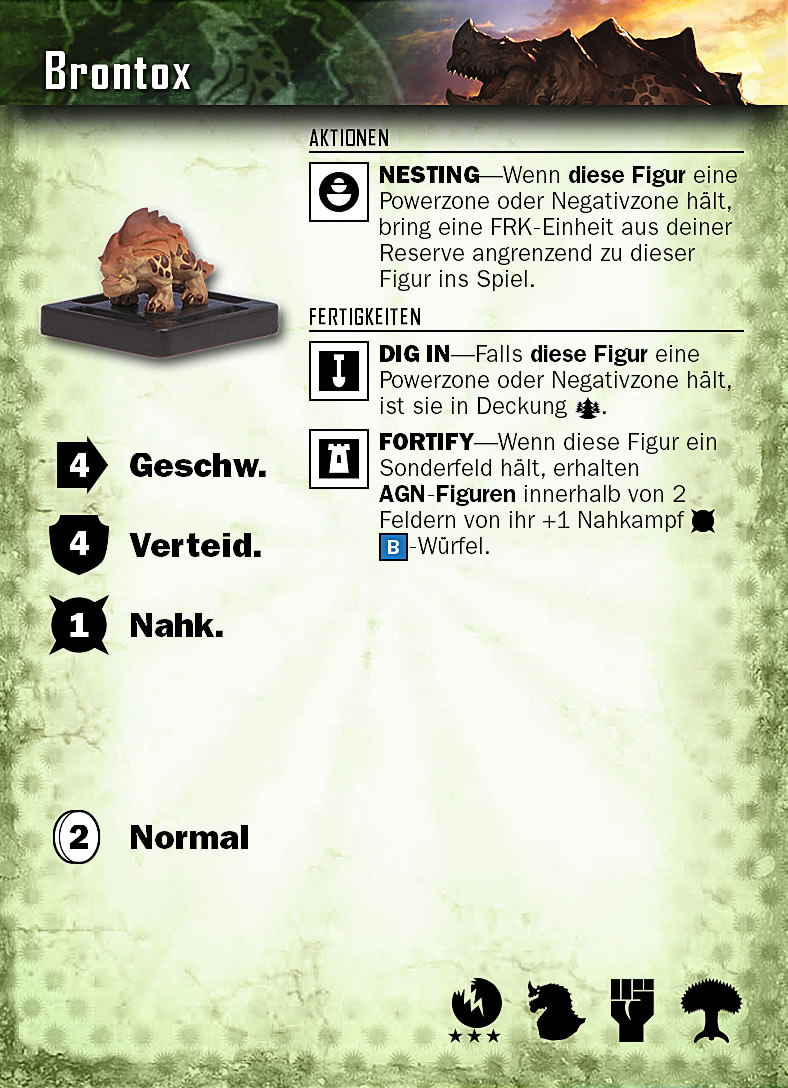 Brontox
AKTIONEN
NESTING—Wenn diese Figur eine
Powerzone oder Negativzone hält,
bring eine FRK-Einheit aus deiner
Reserve angrenzend zu dieser
Figur ins Spiel.
FERTIGKEITEN
DIG IN—Falls diese Figur eine
Powerzone oder Negativzone hält,
ist sie in Deckung .
FORTIFY—Wenn diese Figur ein
Sonderfeld hält, erhalten
AGN-Figuren innerhalb von 2
Feldern von ihr +1 Nahkampf
B-Würfel.
4 Geschw.
4 Verteid.
1 Nahk.
2 Normal